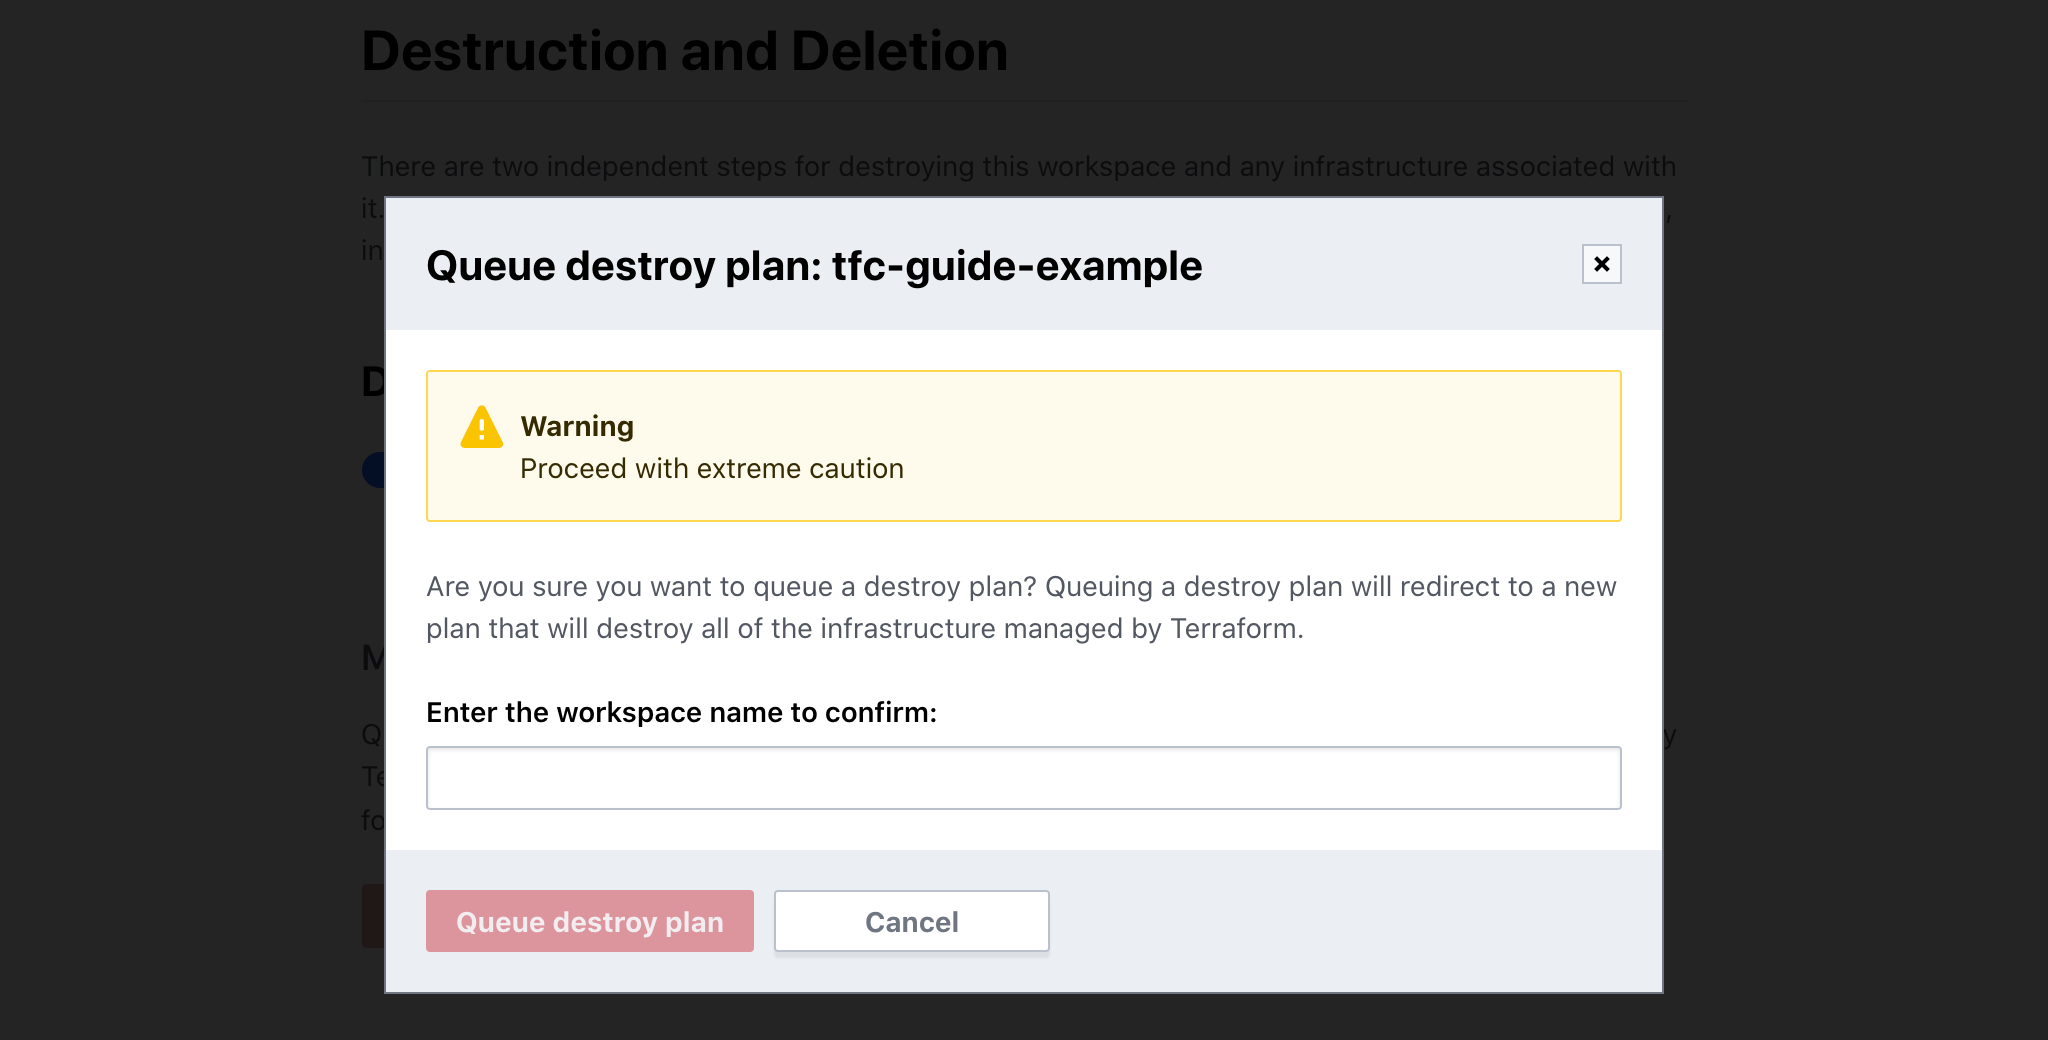 Destruction and Deletion
There are two independent steps for destroying this workspace and any infrastructure associated with
it.
Queue destroy plan: tfc-guide-example
Warning
Proceed with extreme caution
Are you sure you want to queue a destroy plan? Queuing a destroy plan will redirect to a new
plan that will destroy all of the infrastructure managed by Terraform.
Enter the workspace name to confirm:
Queue destroy plan
Cancel